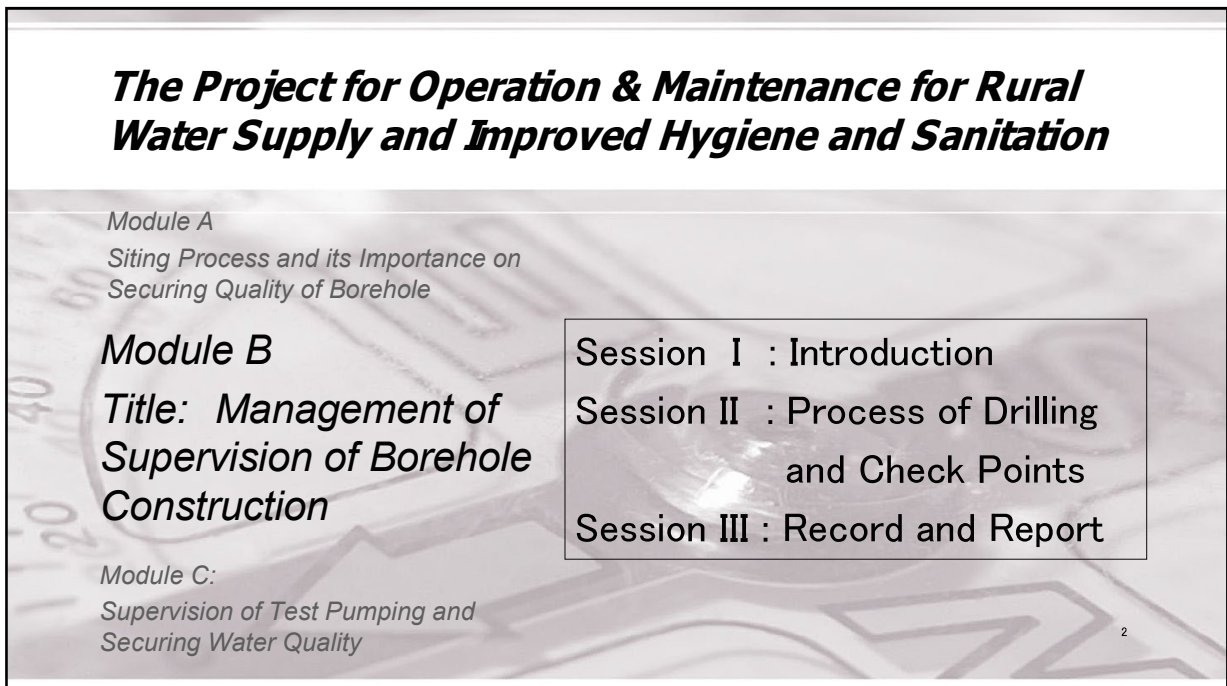 The Project for Operation & Maintenance for Rural
Water Supply and Improved Hygiene and Sanitation
Module A
Siting Process and its Importance on
Securing Quality of Borehole
Module B
Title: Management of
Supervision of Borehole
Construction
Module C:
Supervision of Test Pumping and
Securing Water Quality
Session Ⅰ : Introduction
Session Ⅱ : Process of Drilling
and Check Points
Session Ⅲ : Record and Report
2
60
40
20